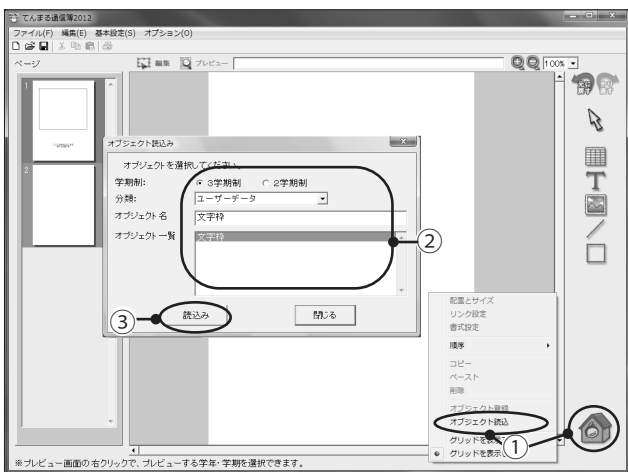 てんまる通信簿2012
ファイル(F) 編集(E) 基本設定(S) オプション(O)
ページ
編集 プレビュー
100%
1
2
オブジェクト読込み
オブジェクトを選択してください。
学期制: 3学期制 2学期制
分類: ユーザーデータ
オブジェクト名 文字枠
オブジェクト一覧 文字枠
②
③
読込み 閉じる
T
配置とサイズ
リンク設定
書式設定
順序
コピー
ペースト
削除
オブジェクト登録
オブジェクト読込
グリッドを表示
①
グリッドを表示
※プレビュー画面の右クリックで、プレビューする学年・学期を選択できます。